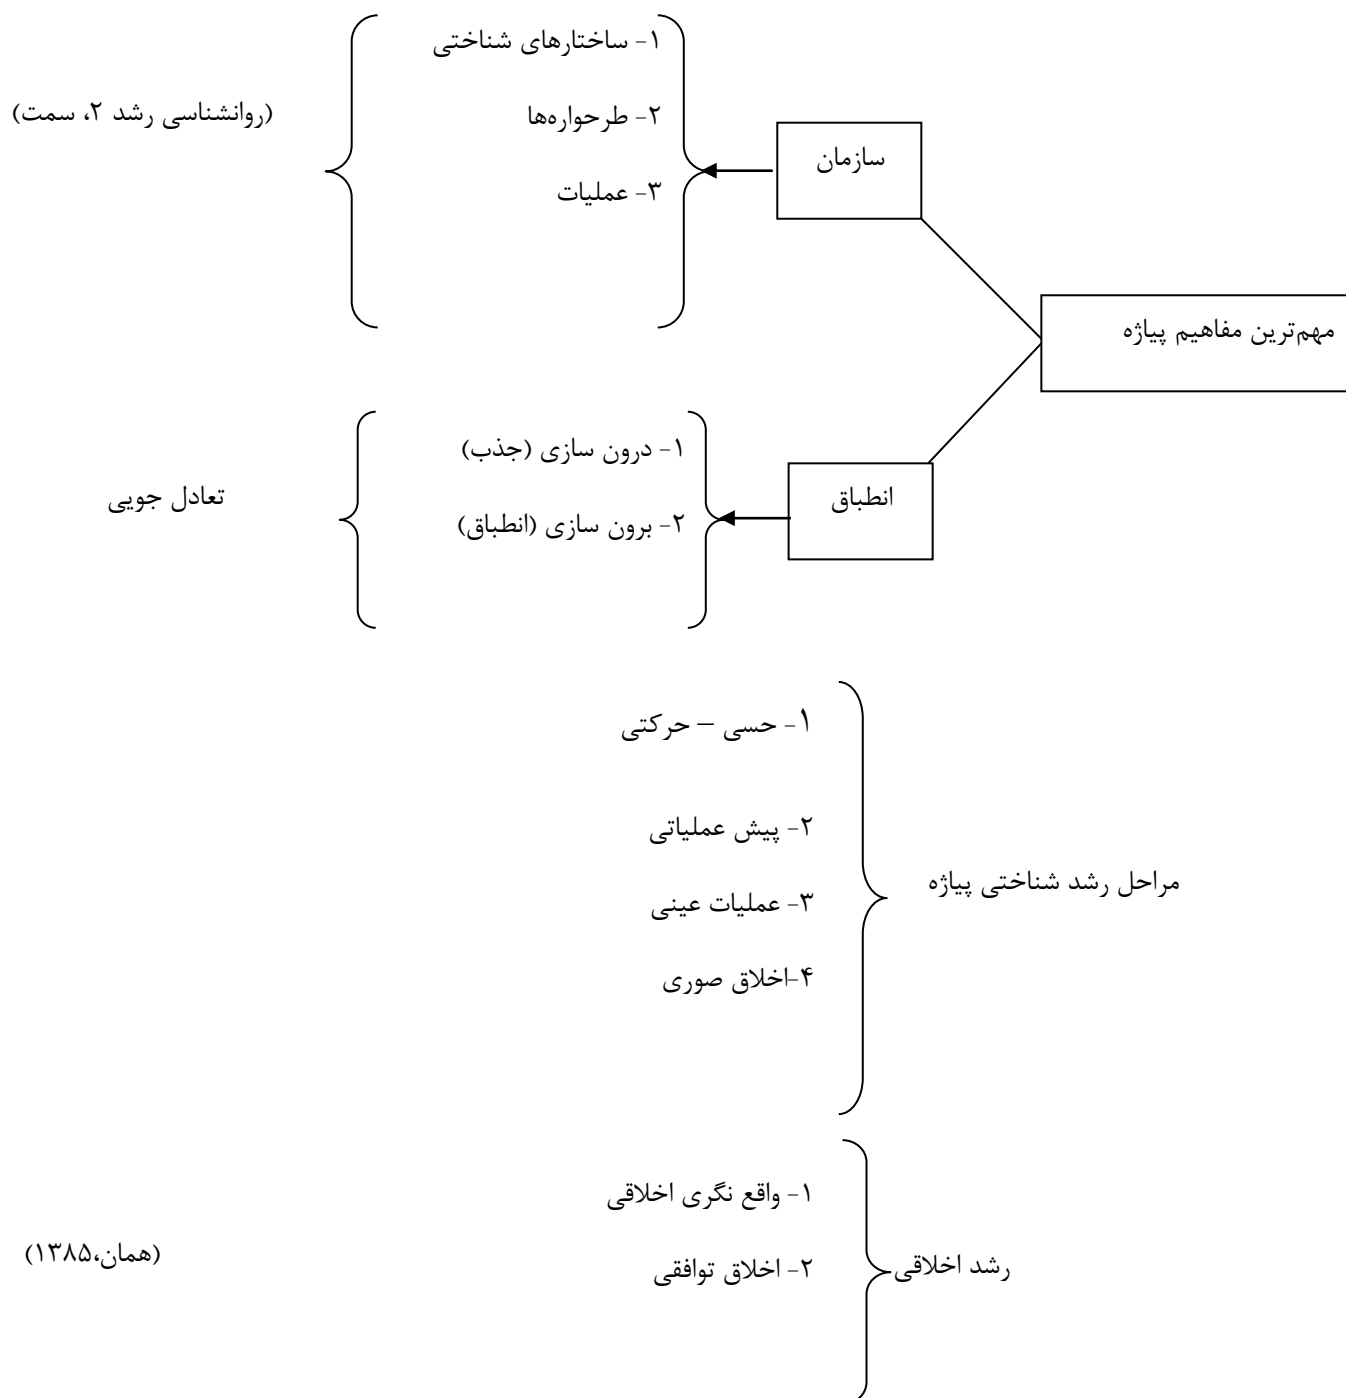 ۱- ساختارهای شناختی
(روانشناسی رشد ۲، سمت)
۲- طرحواره‌ها
سازمان
۳- عملیات
مهم‌ترین مفاهیم پیاژه
۱- درون سازی (جذب)
انطباق
تعادل جویی
۲- برون سازی (انطباق)
۱- حسی – حرکتی
۲- پیش عملیاتی
مراحل رشد شناختی پیاژه
۳- عملیات عینی
۴-اخلاق صوری
۱- واقع نگری اخلاقی
رشد اخلاقی
۲- اخلاق توافقی
(همان،۱۳۸۵)